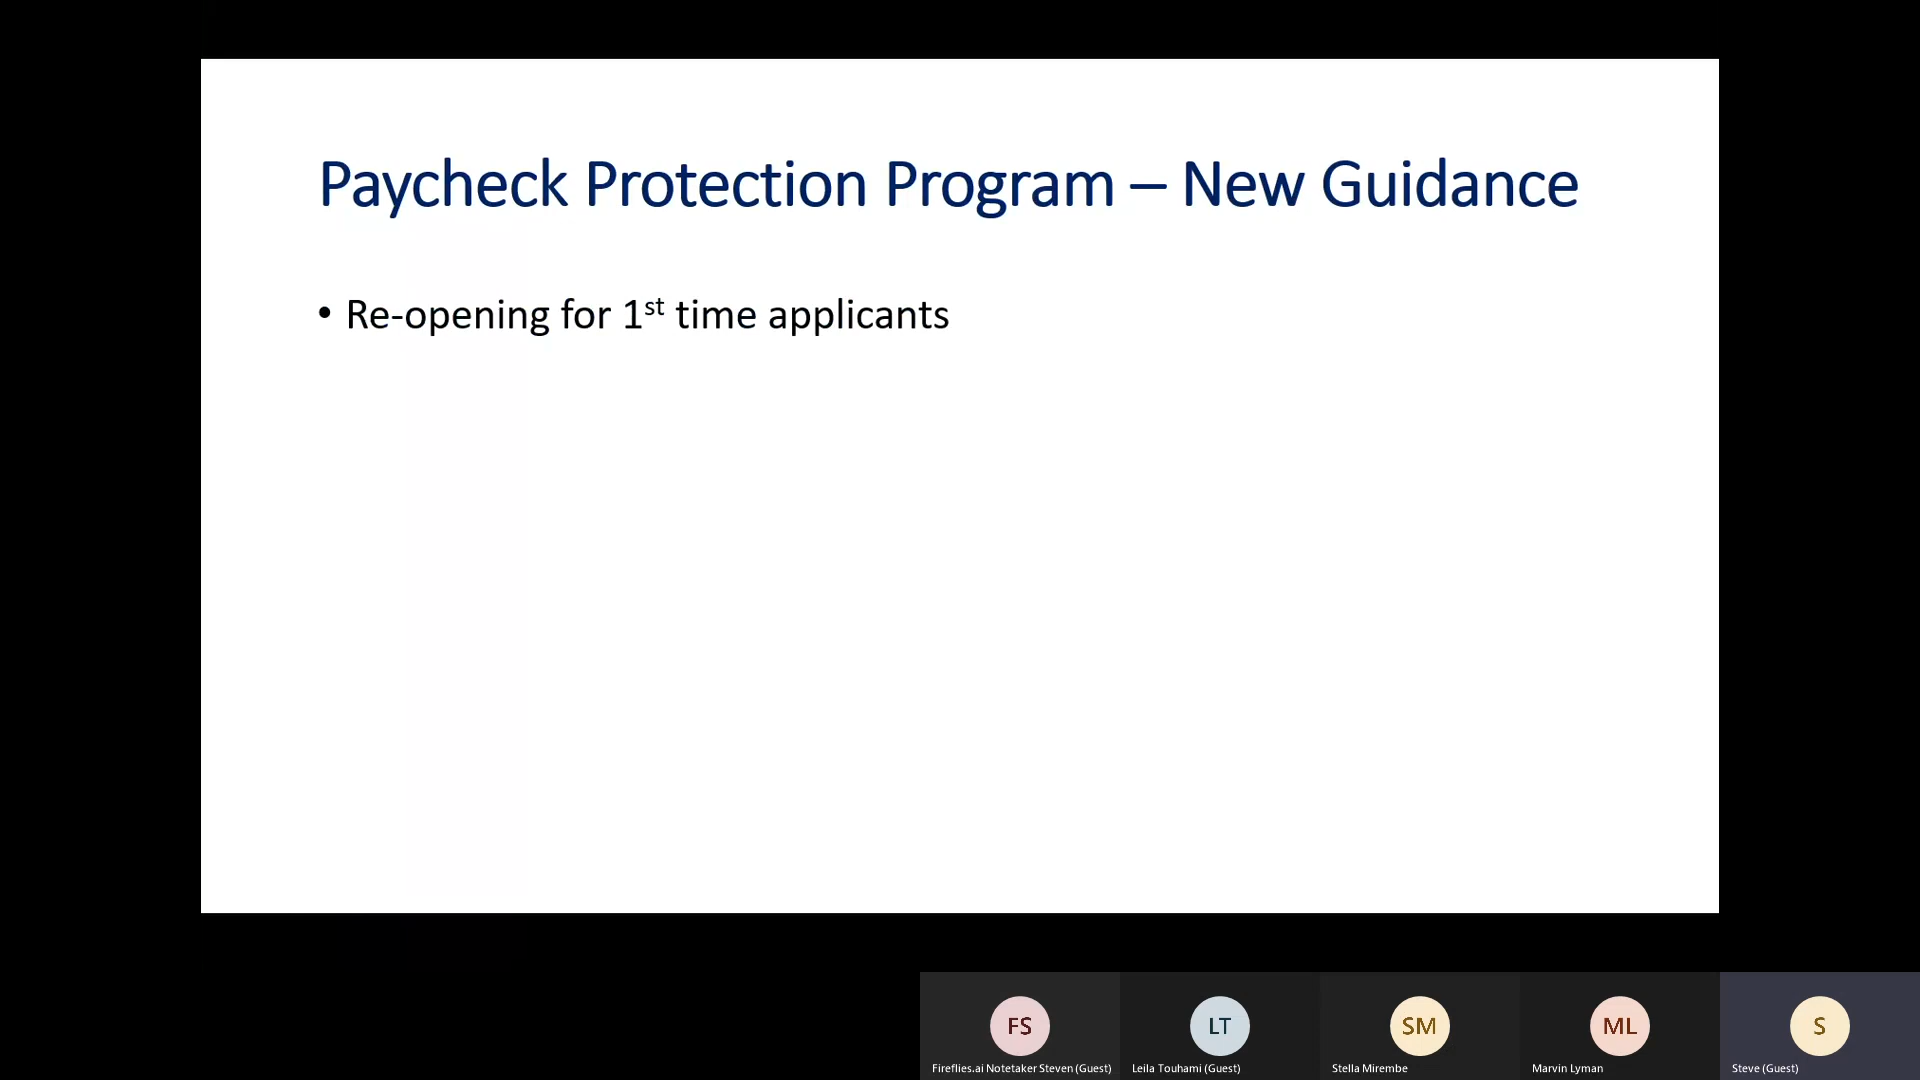 Paycheck Protection Program – New Guidance
• Re-opening for 1st time applicants
FS
LT
SM
ML
S
Fireflies.ai Notetaker Steven (Guest)
Leila Touhami (Guest)
Stella Mirembe
Marvin Lyman
Steve (Guest)